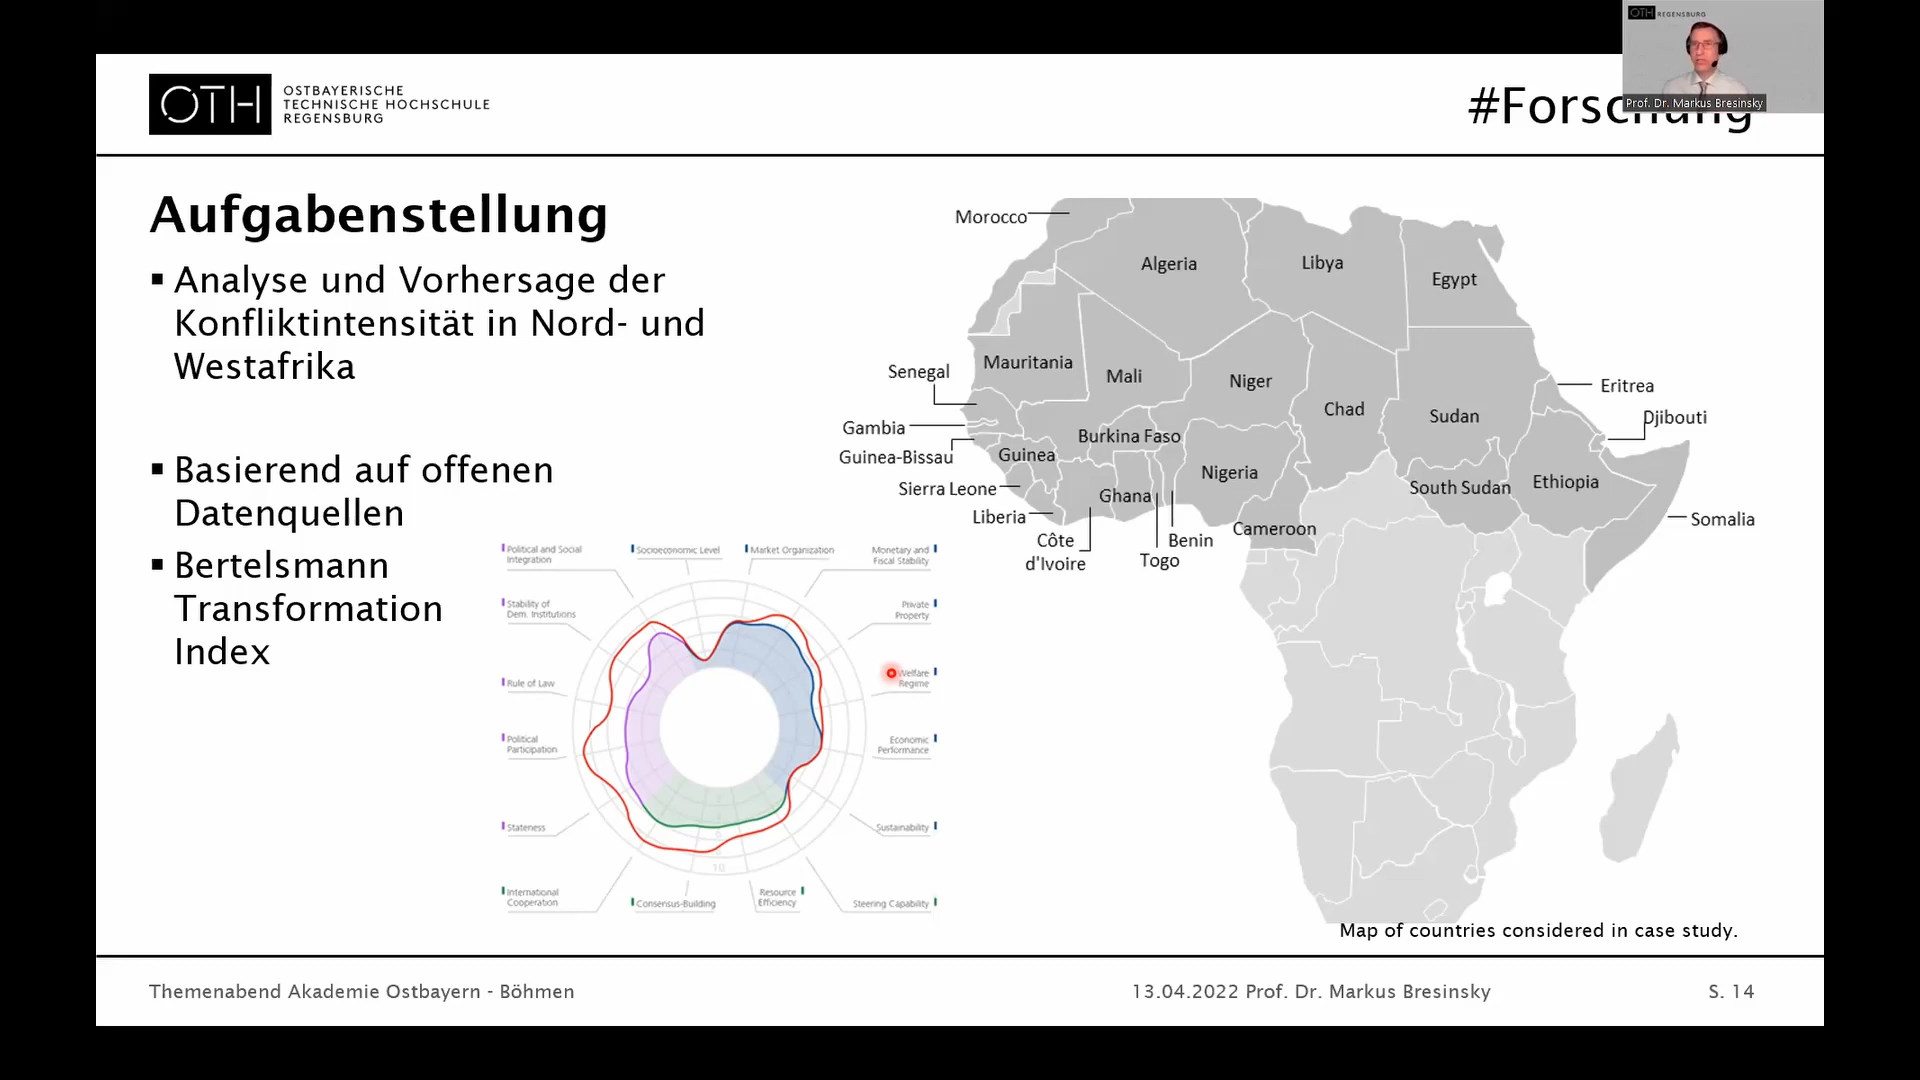 OTH
OSTBAYERISCHE
TECHNISCHE HOCHSCHULE
REGENSBURG
#Forschung
OTH REGENSBURG
Prof. Dr. Markus Bresinsky
Aufgabenstellung
▪ Analyse und Vorhersage der
Konfliktintensität in Nord- und
Westafrika
▪ Basierend auf offenen
Datenquellen
▪ Bertelsmann
Transformation
Index
Political and Social
Integration
Socioeconomic Level
Market Organization
Monetary and
Fiscal Stability
Stability of
Dem. Institutions
Private
Property
Rule of Law
Welfare
Regime
Political
Participation
Economic
Performance
Stateness
Sustainability
10
International
Cooperation
Consensus-Building
Resource
Efficiency
Steering Capability
Morocco
Algeria
Libya
Egypt
Mauritania
Mali
Niger
Chad
Sudan
Eritrea
Djibouti
Senegal
Gambia
Guinea-Bissau
Guinea
Burkina Faso
Nigeria
Sierra Leone
Liberia
Ghana
Côte
d'Ivoire
Togo
Benin
Cameroon
South Sudan
Ethiopia
Somalia
Map of countries considered in case study.
Themenabend Akademie Ostbayern - Böhmen
13.04.2022 Prof. Dr. Markus Bresinsky
S. 14